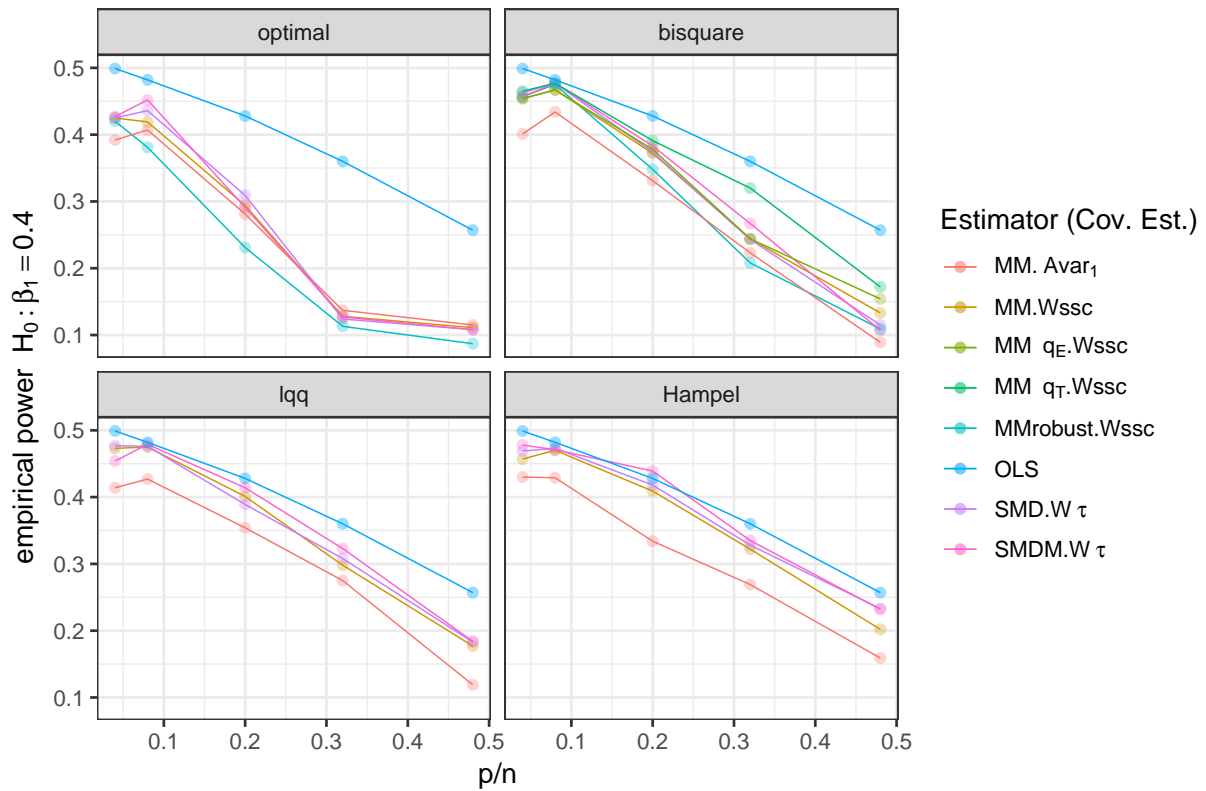 optimal
bisquare
0.5
0.4
0.3
0.2
0.1
lqq
Hampel
0.5
0.4
0.3
0.2
0.1
0.1 0.2 0.3 0.4 0.5
0.1 0.2 0.3 0.4 0.5
p/n
empirical power H₀ : β₁ = 0.4
Estimator (Cov. Est.)
MM. Avar₁
MM.Wssc
MM q_E.Wssc
MM q_T.Wssc
MMrobust.Wssc
OLS
SMD.W τ
SMDM.W τ